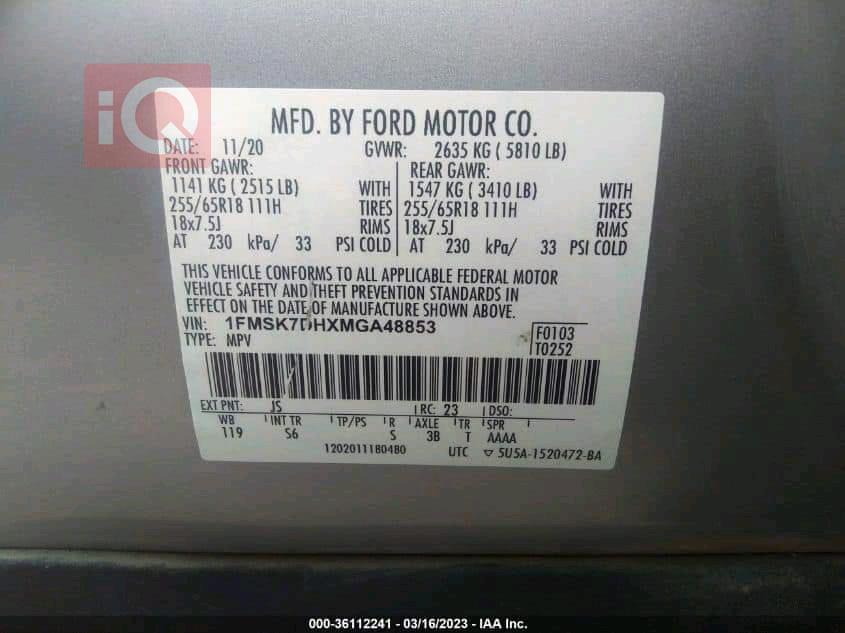 iQ
MFD. BY FORD MOTOR CO.
DATE: 11/20 GVWR: 2635 KG ( 5810 LB)
FRONT GAWR: REAR GAWR:
1141 KG ( 2515 LB) WITH 1547 KG ( 3410 LB) WITH
255/65R18 111H TIRES 255/65R18 111H TIRES
18x7.5J RIMS 18x7.5J RIMS
AT 230 kPa/ 33 PSI COLD AT 230 kPa/ 33 PSI COLD
THIS VEHICLE CONFORMS TO ALL APPLICABLE FEDERAL MOTOR
VEHICLE SAFETY AND THEFT PREVENTION STANDARDS IN
EFFECT ON THE DATE OF MANUFACTURE SHOWN ABOVE.
VIN: 1FMSK7DHXMGA48853 F0103
TYPE: MPV T0252
EXT PNT: JS RC: 23 DSO:
WB INT TR TP/PS R AXLE TR SPR
119 S6 S 3B T AAAA
1202011180480 UTC ▽ 5U5A-1520472-BA
000-36112241 - 03/16/2023 - IAA Inc.